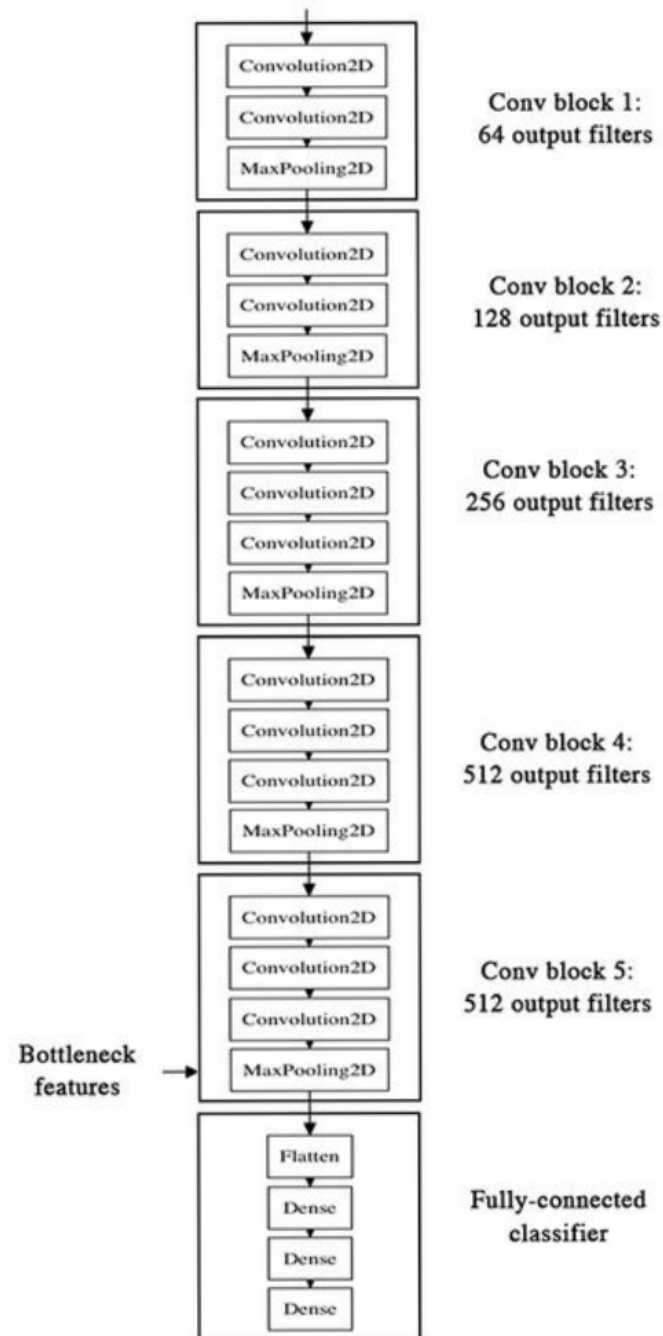 Convolution2D
Convolution2D
MaxPooling2D
Conv block 1:
64 output filters
Convolution2D
Convolution2D
MaxPooling2D
Conv block 2:
128 output filters
Convolution2D
Convolution2D
Convolution2D
MaxPooling2D
Conv block 3:
256 output filters
Convolution2D
Convolution2D
Convolution2D
MaxPooling2D
Conv block 4:
512 output filters
Convolution2D
Convolution2D
Convolution2D
MaxPooling2D
Conv block 5:
512 output filters
Bottleneck
features
Flatten
Dense
Dense
Dense
Fully-connected
classifier